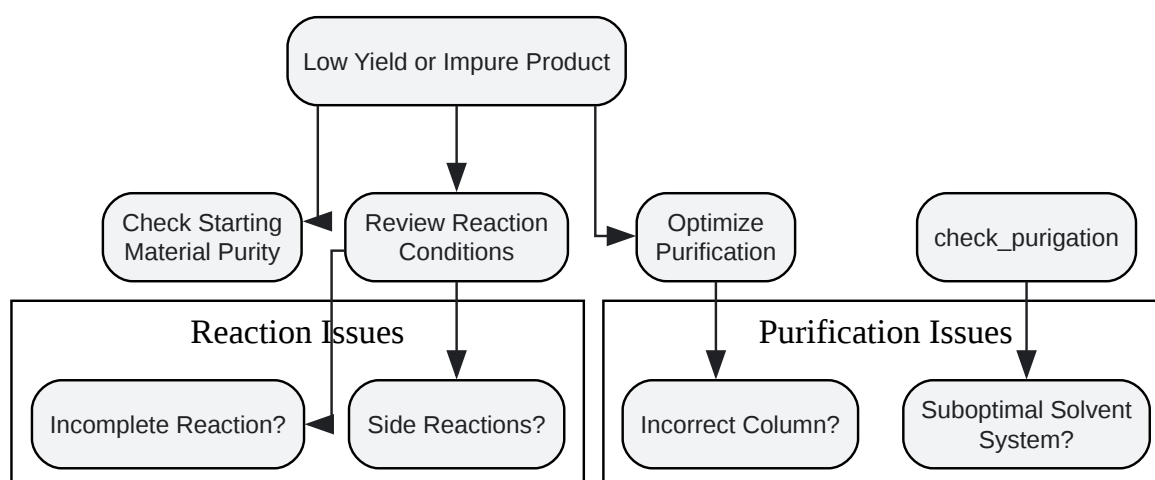 Low Yield or Impure Product
Check Starting
Material Purity
Review Reaction
Conditions
Optimize
Purification
check_purigation
Reaction Issues
Purification Issues
Incomplete Reaction?
Side Reactions?
Incorrect Column?
Suboptimal Solvent
System?